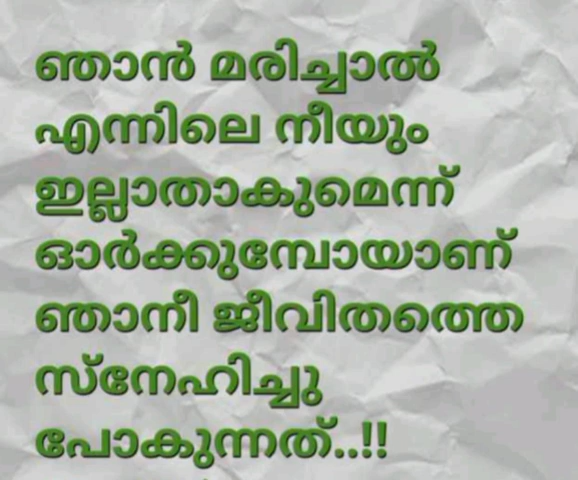 ഞാൻ മരിച്ചാൽ
എന്നിലെ നീയും
ഇല്ലാതാകുമെന്ന്
ഓർക്കുമ്പോയാണ്
ഞാനീ ജീവിതത്തെ
സ്നേഹിച്ചു
പോകുന്നത്..!!